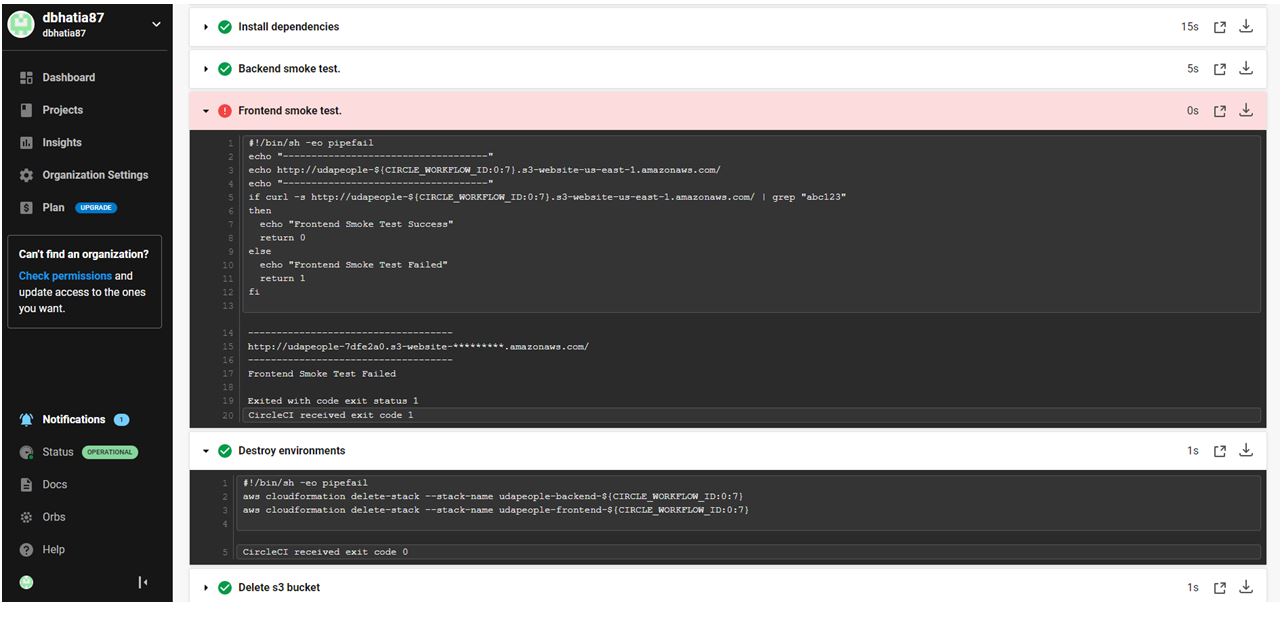 dbhatia87
dbhatia87
Dashboard
Projects
Insights
Organization Settings
Plan UPGRADE
Can't find an organization?
Check permissions and
update access to the ones
you want.
Notifications 1
Status OPERATIONAL
Docs
Orbs
Help
Install dependencies 15s
Backend smoke test. 5s
Frontend smoke test. 0s
1 #!/bin/sh -eo pipefail
2 echo "------------------------------------"
3 echo http://udapeople-${CIRCLE_WORKFLOW_ID:0:7}.s3-website-us-east-1.amazonaws.com/
4 echo "------------------------------------"
5 if curl -s http://udapeople-${CIRCLE_WORKFLOW_ID:0:7}.s3-website-us-east-1.amazonaws.com/ | grep "abc123"
6 then
7 echo "Frontend Smoke Test Success"
8 return 0
9 else
10 echo "Frontend Smoke Test Failed"
11 return 1
12 fi
13
14 ------------------------------------
15 http://udapeople-7dfe2a0.s3-website-*********.amazonaws.com/
16 ------------------------------------
17 Frontend Smoke Test Failed
18
19 Exited with code exit status 1
20 CircleCI received exit code 1
Destroy environments 1s
1 #!/bin/sh -eo pipefail
2 aws cloudformation delete-stack --stack-name udapeople-backend-${CIRCLE_WORKFLOW_ID:0:7}
3 aws cloudformation delete-stack --stack-name udapeople-frontend-${CIRCLE_WORKFLOW_ID:0:7}
4
5 CircleCI received exit code 0
Delete s3 bucket 1s